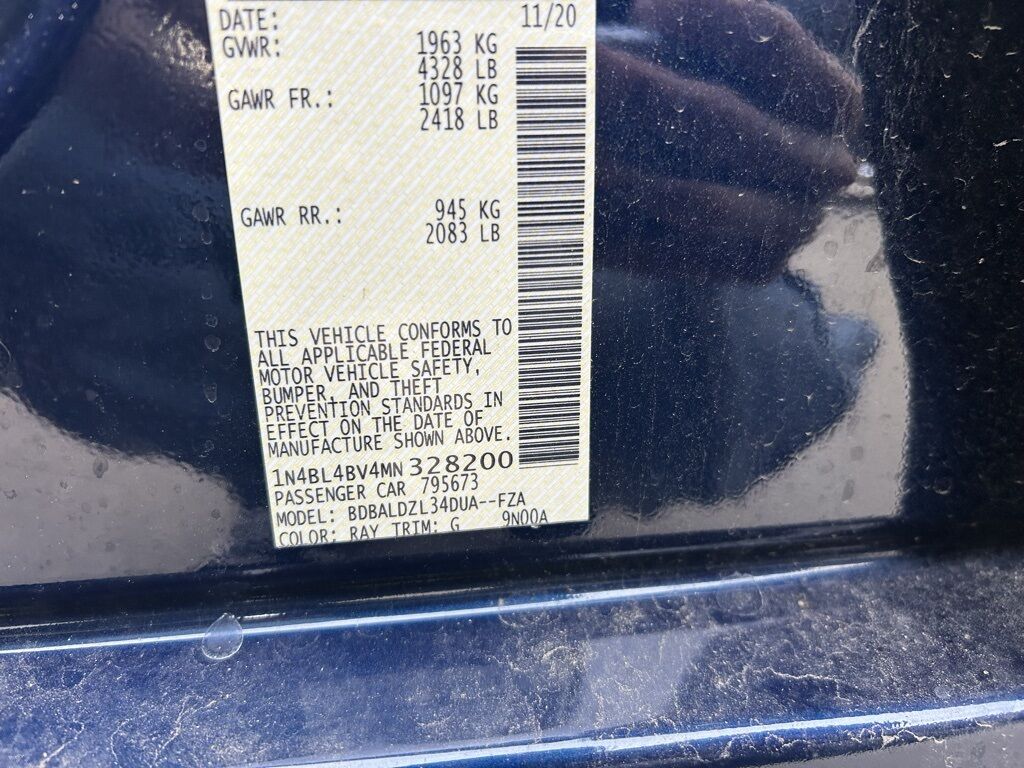 DATE: 11/20
GVWR: 1963 KG
4328 LB
GAWR FR.: 1097 KG
2418 LB
GAWR RR.: 945 KG
2083 LB
THIS VEHICLE CONFORMS TO
ALL APPLICABLE FEDERAL
MOTOR VEHICLE SAFETY,
BUMPER, AND THEFT
PREVENTION STANDARDS IN
EFFECT ON THE DATE OF
MANUFACTURE SHOWN ABOVE.
1N4BL4BV4MN328200
PASSENGER CAR 795673
MODEL: BDBALDZL34DUA--FZA
COLOR: RAY TRIM: G 9N00A